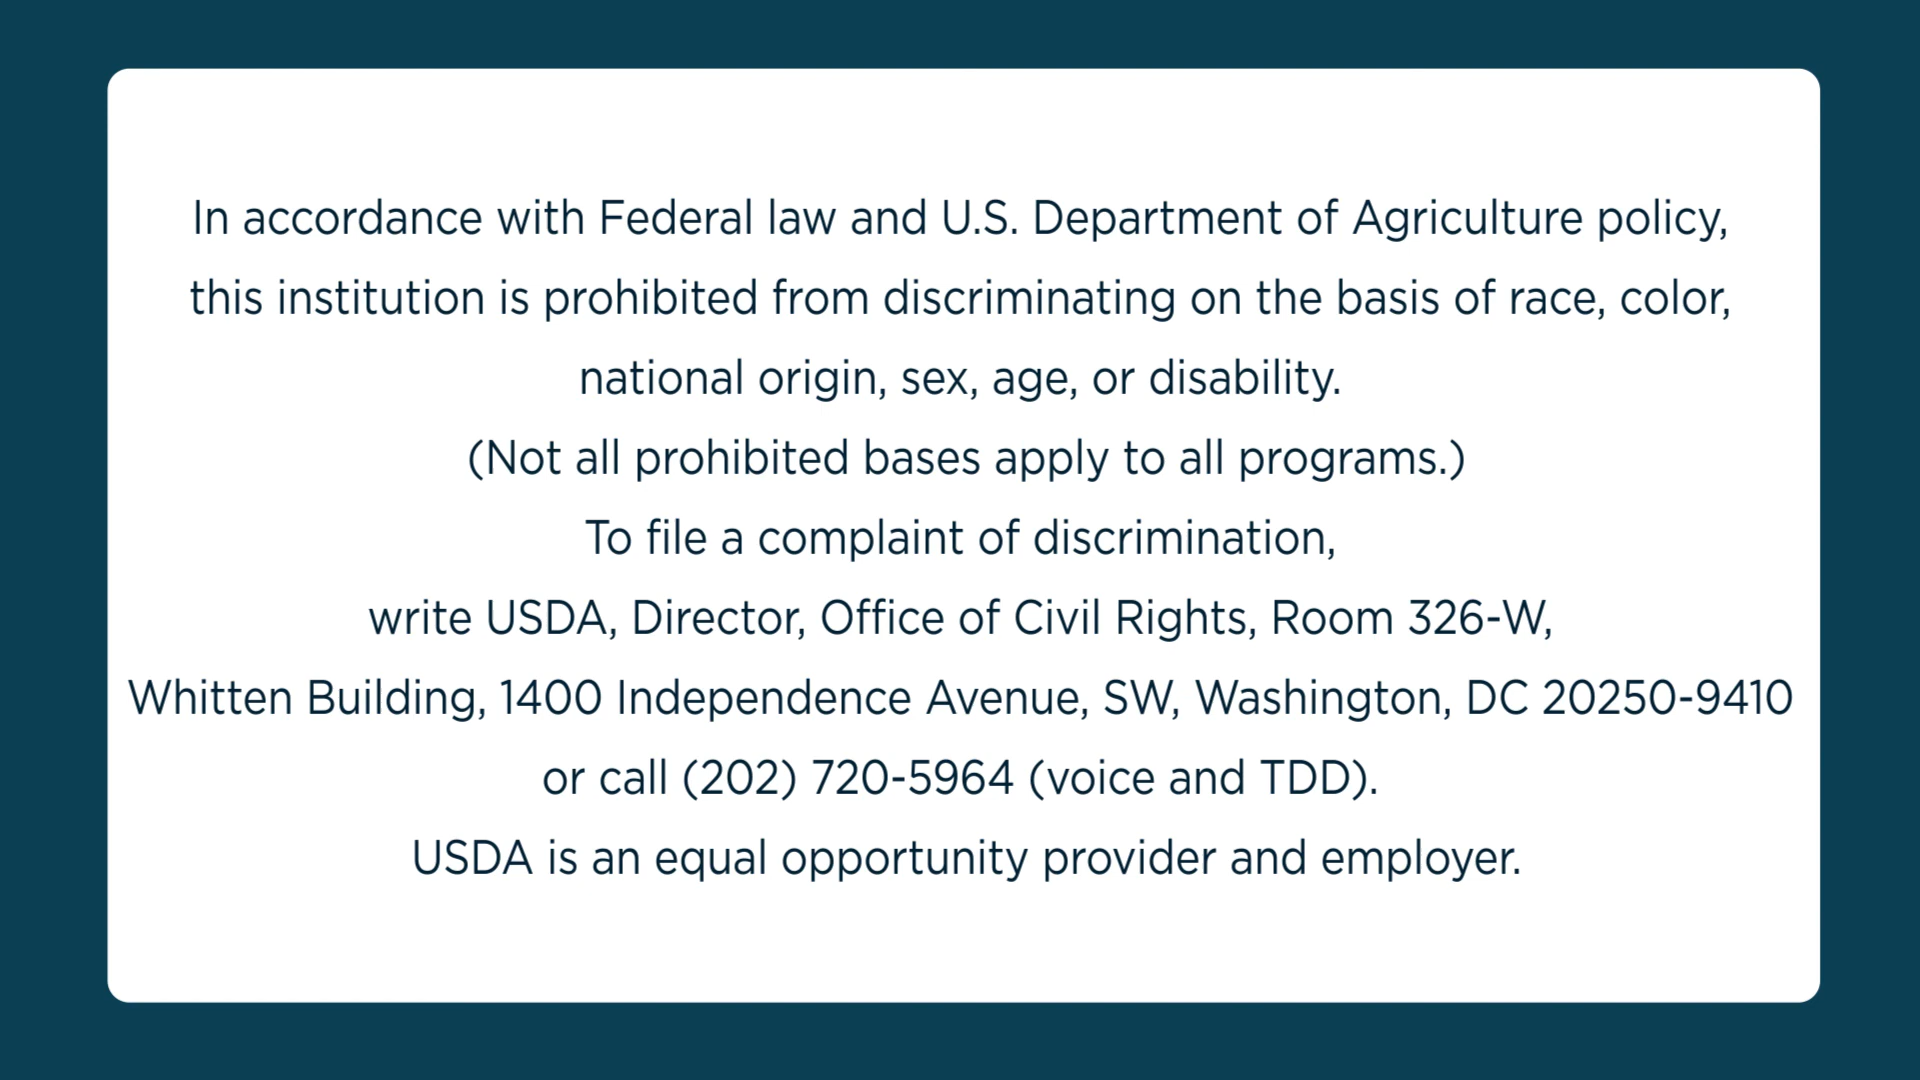 In accordance with Federal law and U.S. Department of Agriculture policy,
this institution is prohibited from discriminating on the basis of race, color,
national origin, sex, age, or disability.
(Not all prohibited bases apply to all programs.)
To file a complaint of discrimination,
write USDA, Director, Office of Civil Rights, Room 326-W,
Whitten Building, 1400 Independence Avenue, SW, Washington, DC 20250-9410
or call (202) 720-5964 (voice and TDD).
USDA is an equal opportunity provider and employer.